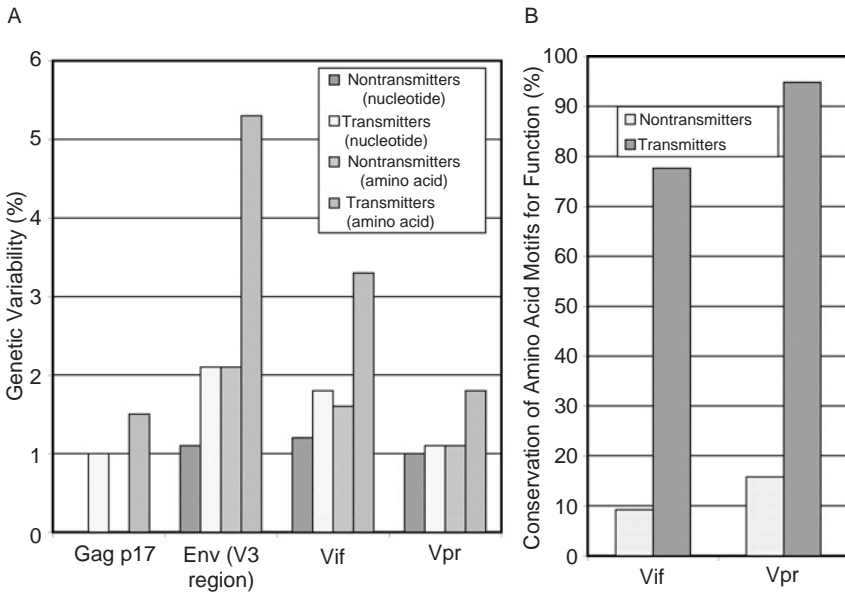 A
Genetic Variability (%)
6
5
4
3
2
1
0
Nontransmitters
(nucleotide)
Transmitters
(nucleotide)
Nontransmitters
(amino acid)
Transmitters
(amino acid)
Gag p17
Env (V3
region)
Vif
Vpr
B
Conservation of Amino Acid Motifs for Function (%)
100
90
80
70
60
50
40
30
20
10
0
Nontransmitters
Transmitters
Vif
Vpr